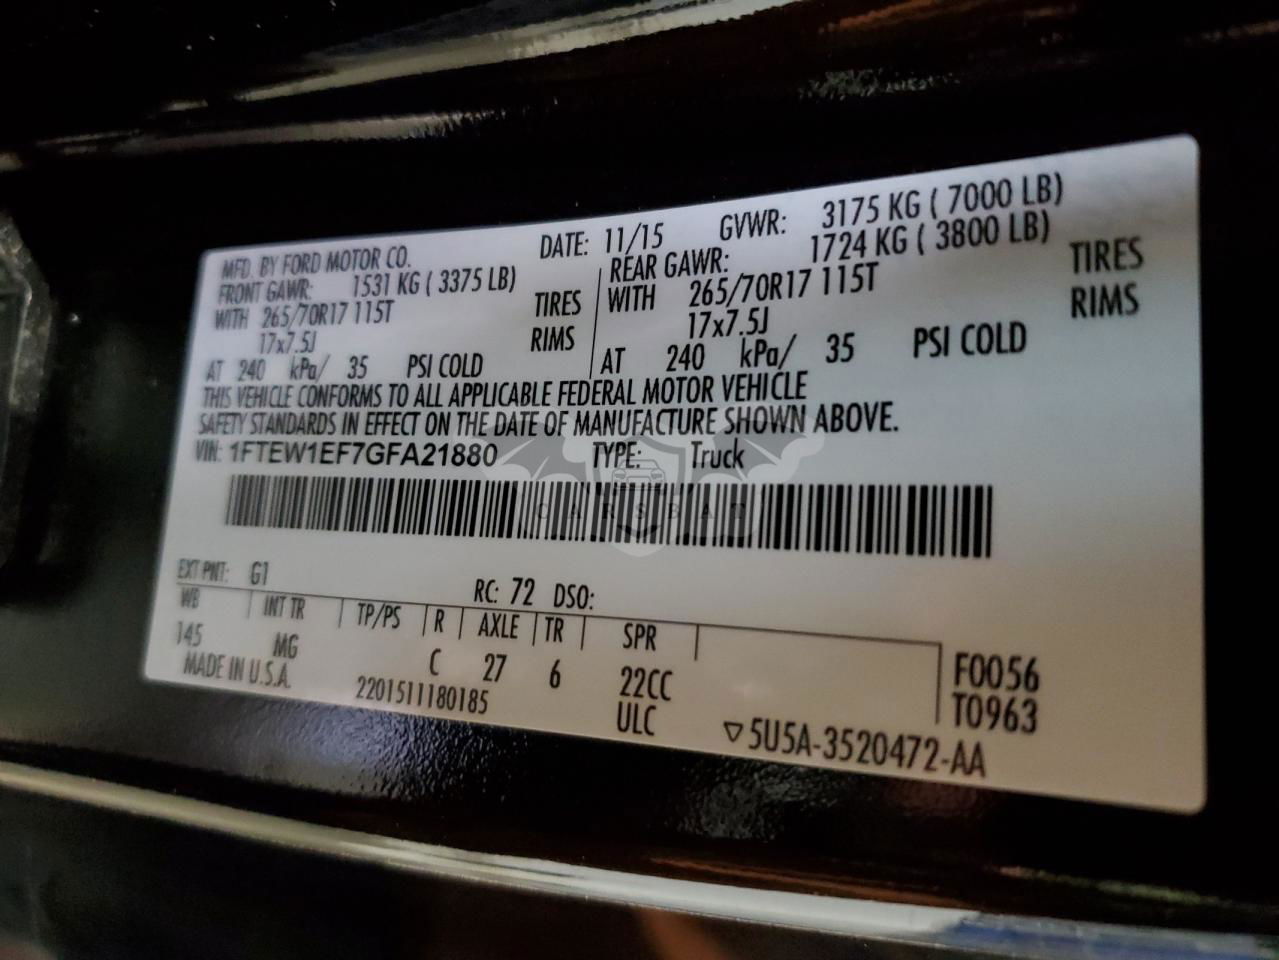 MFD. BY FORD MOTOR CO. DATE: 11/15 GVWR: 3175 KG ( 7000 LB)
FRONT GAWR: 1531 KG ( 3375 LB) REAR GAWR: 1724 KG ( 3800 LB)
WITH 265/70R17 115T TIRES WITH 265/70R17 115T TIRES
17x7.5J RIMS 17x7.5J RIMS
AT 240 kPa/ 35 PSI COLD AT 240 kPa/ 35 PSI COLD
THIS VEHICLE CONFORMS TO ALL APPLICABLE FEDERAL MOTOR VEHICLE
SAFETY STANDARDS IN EFFECT ON THE DATE OF MANUFACTURE SHOWN ABOVE.
VIN: 1FTEW1EF7GFA21880 TYPE: Truck
CARSBAT
EXT PNT: G1 RC: 72 DSO:
WB INT TR TP/PS R AXLE TR SPR
145 MG C 27 6 22CC F0056
MADE IN U.S.A. 2201511180185 ULC T0963
▽5U5A-3520472-AA